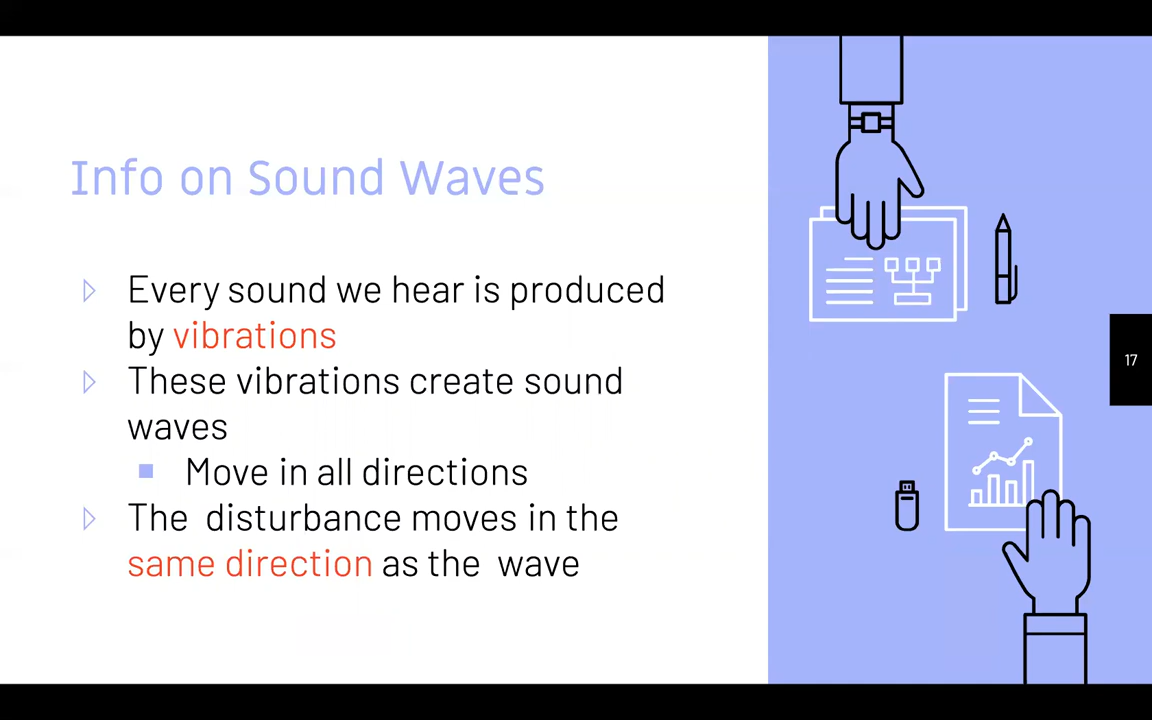 Info on Sound Waves
Every sound we hear is produced
by vibrations
These vibrations create sound
waves
Move in all directions
The disturbance moves in the
same direction as the wave
17